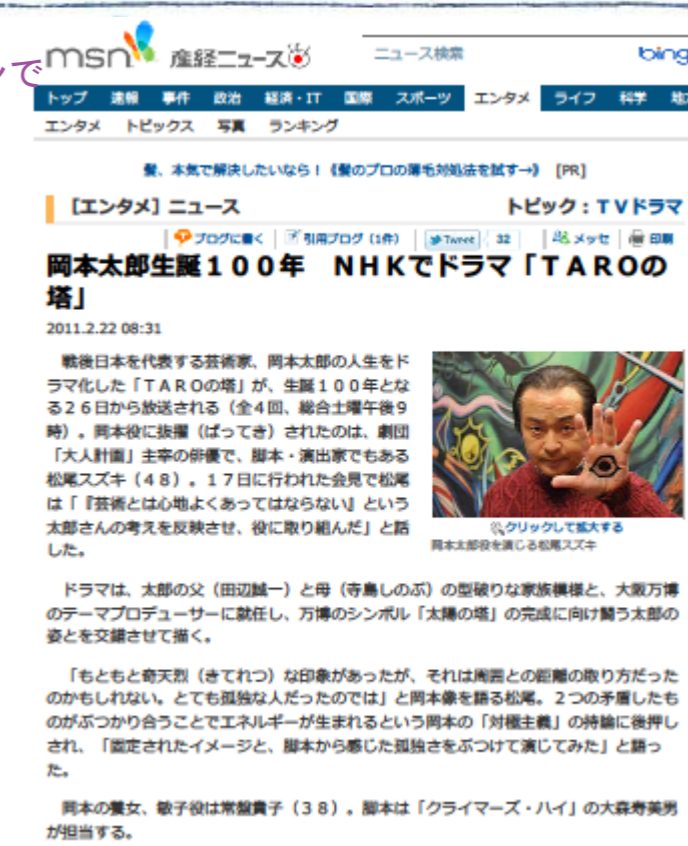 ンで
msn 産経ニュース
ニュース検索
bing
トップ 速報 事件 政治 経済・IT 国際 スポーツ エンタメ ライフ 科学
エンタメ トピックス 写真 ランキング
髪、本気で解決したいなら！《髪のプロの薄毛対処法を試す→》 [PR]
［エンタメ］ニュース
トピック：ＴＶドラマ
ブログに書く 引用ブログ (1件) Tweet 32 メッセ 印刷
岡本太郎生誕１００年　ＮＨＫでドラマ「ＴＡＲＯの
塔」
2011.2.22 08:31
戦後日本を代表する芸術家、岡本太郎の人生をド
ラマ化した「ＴＡＲＯの塔」が、生誕１００年とな
る２６日から放送される（全４回、総合土曜午後９
時）。岡本役に抜擢（ばってき）されたのは、劇団
「大人計画」主宰の俳優で、脚本・演出家でもある
松尾スズキ（４８）。１７日に行われた会見で松尾
は「『芸術とは心地よくあってはならない』という
太郎さんの考えを反映させ、役に取り組んだ」と話
した。
クリックして拡大する
岡本太郎役を演じる松尾スズキ
ドラマは、太郎の父（田辺誠一）と母（寺島しのぶ）の型破りな家族模様と、大阪万博
のテーマプロデューサーに就任し、万博のシンボル「太陽の塔」の完成に向け闘う太郎の
姿とを交錯させて描く。
「もともと奇天烈（きてれつ）な印象があったが、それは周囲との距離の取り方だった
のかもしれない。とても孤独な人だったのでは」と岡本像を語る松尾。２つの矛盾したも
のがぶつかり合うことでエネルギーが生まれるという岡本の「対極主義」の持論に後押し
され、「固定されたイメージと、脚本から感じた孤独さをぶつけて演じてみた」と語っ
た。
岡本の養女、敏子役は常盤貴子（３８）。脚本は「クライマーズ・ハイ」の大森寿美男
が担当する。